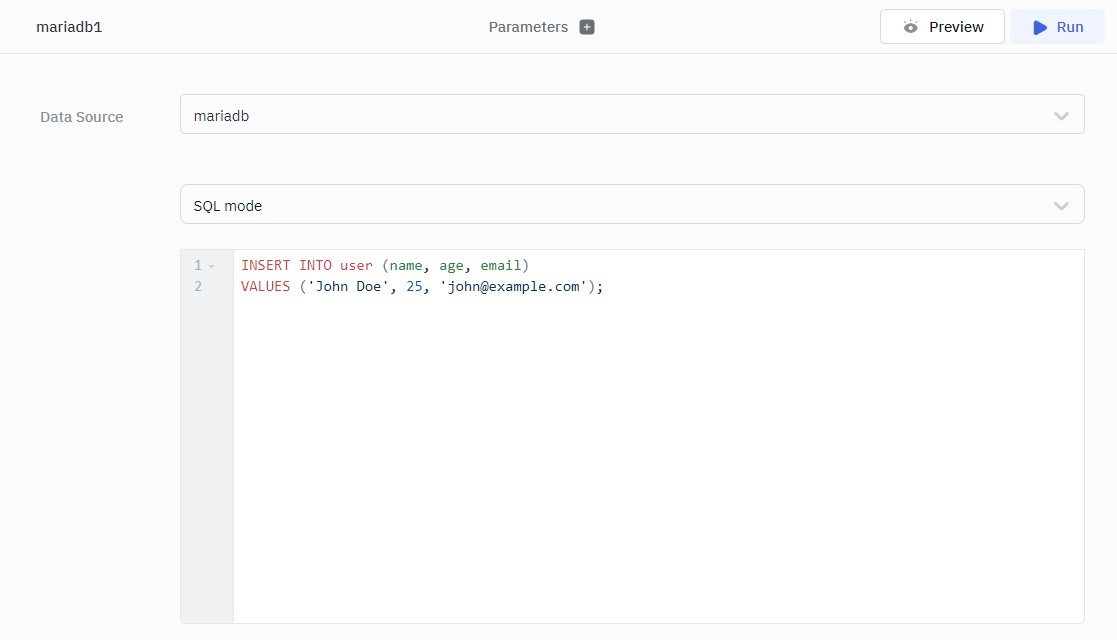 mariadb1
Parameters +
Preview
Run
Data Source
mariadb
SQL mode
1 INSERT INTO user (name, age, email)
2 VALUES ('John Doe', 25, 'john@example.com');